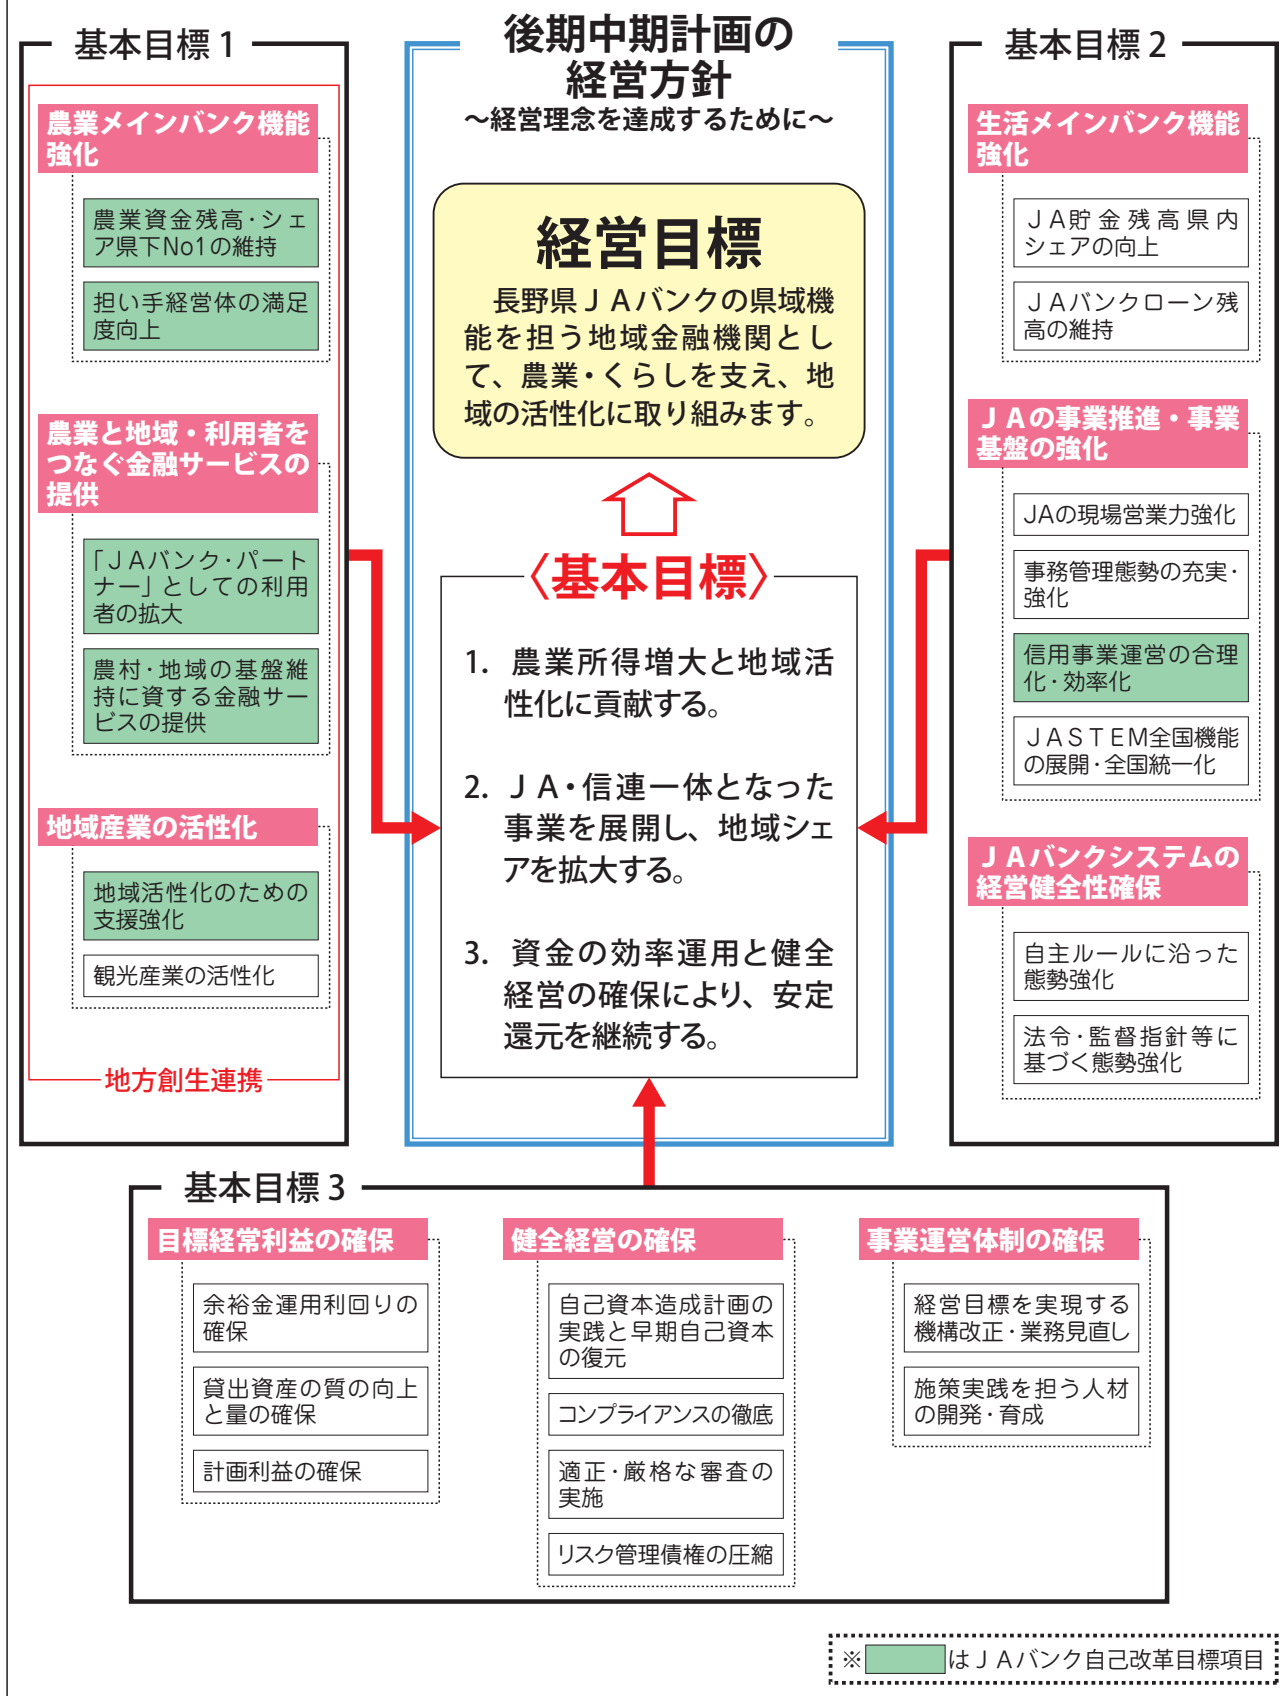 基本目標 1
農業メインバンク機能
強化
農業資金残高・シェ
ア県下No1の維持
担い手経営体の満足
度向上
農業と地域・利用者を
つなぐ金融サービスの
提供
「ＪＡバンク・パート
ナー」としての利用
者の拡大
農村・地域の基盤維
持に資する金融サー
ビスの提供
地域産業の活性化
地域活性化のための
支援強化
観光産業の活性化
地方創生連携
後期中期計画の
経営方針
～経営理念を達成するために～
経営目標
長野県ＪＡバンクの県域機
能を担う地域金融機関とし
て、農業・くらしを支え、地
域の活性化に取り組みます。
〈基本目標〉
1. 農業所得増大と地域活
性化に貢献する。
2. ＪＡ・信連一体となった
事業を展開し、地域シェ
アを拡大する。
3. 資金の効率運用と健全
経営の確保により、安定
還元を継続する。
基本目標 2
生活メインバンク機能
強化
ＪＡ貯金残高県内
シェアの向上
ＪＡバンクローン残
高の維持
ＪＡの事業推進・事業
基盤の強化
JAの現場営業力強化
事務管理態勢の充実・
強化
信用事業運営の合理
化・効率化
ＪＡＳＴＥＭ全国機能
の展開・全国統一化
ＪＡバンクシステムの
経営健全性確保
自主ルールに沿った
態勢強化
法令・監督指針等に
基づく態勢強化
基本目標 3
目標経常利益の確保
余裕金運用利回りの
確保
貸出資産の質の向上
と量の確保
計画利益の確保
健全経営の確保
自己資本造成計画の
実践と早期自己資本
の復元
コンプライアンスの徹底
適正・厳格な審査の
実施
リスク管理債権の圧縮
事業運営体制の確保
経営目標を実現する
機構改正・業務見直し
施策実践を担う人材
の開発・育成
※はＪＡバンク自己改革目標項目